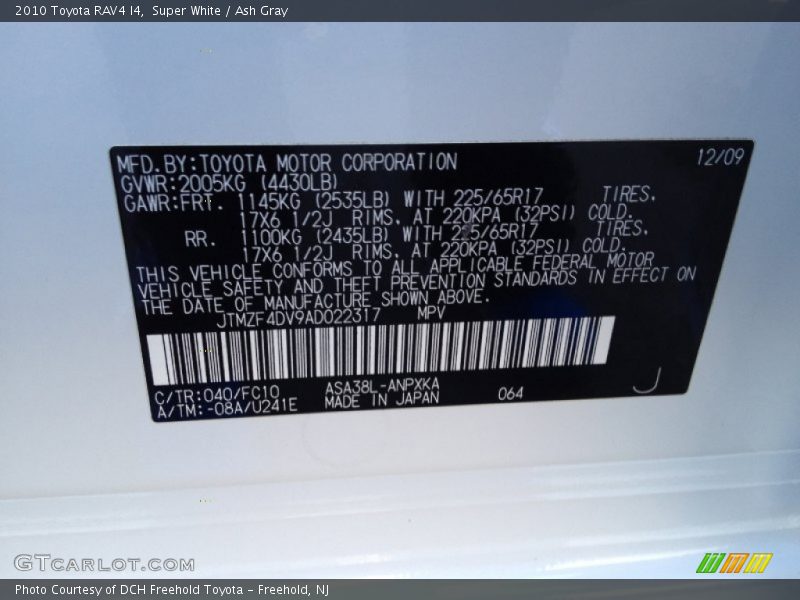 2010 Toyota RAV4 I4,  Super White / Ash Gray
MFD.BY:TOYOTA MOTOR CORPORATION 12/09
GVWR:2005KG (4430LB)
GAWR:FRT. 1145KG (2535LB) WITH 225/65R17 TIRES.
17X6 1/2J RIMS. AT 220KPA (32PSI) COLD.
RR. 1100KG (2435LB) WITH 225/65R17 TIRES.
17X6 1/2J RIMS. AT 220KPA (32PSI) COLD.
THIS VEHICLE CONFORMS TO ALL APPLICABLE FEDERAL MOTOR
VEHICLE SAFETY AND THEFT PREVENTION STANDARDS IN EFFECT ON
THE DATE OF MANUFACTURE SHOWN ABOVE.
JTMZF4DV9AD022317 MPV
C/TR:040/FC10 ASA38L-ANPXKA
A/TM:-08A/U241E MADE IN JAPAN 064 J
GTCARLOT.COM
Photo Courtesy of DCH Freehold Toyota - Freehold, NJ